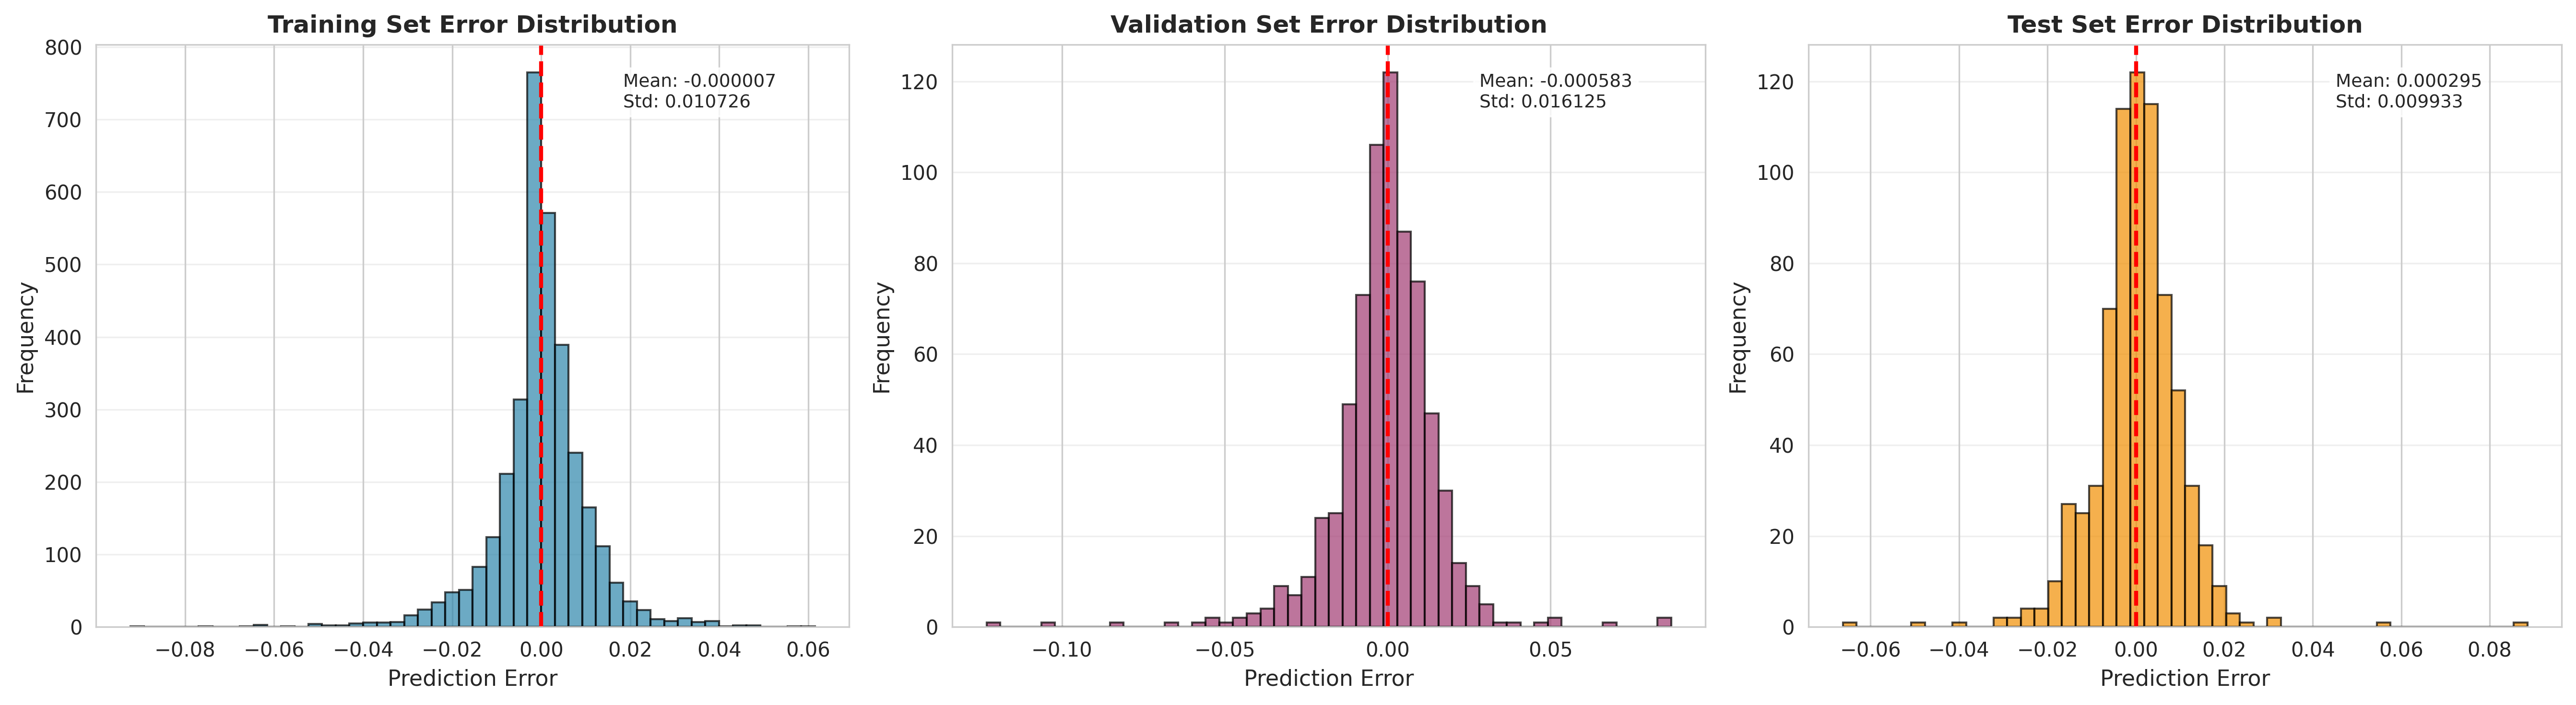 Training Set Error Distribution
Mean: -0.000007
Std: 0.010726
800
700
600
500
400
300
200
100
0
Frequency
−0.08 −0.06 −0.04 −0.02 0.00 0.02 0.04 0.06
Prediction Error
Validation Set Error Distribution
Mean: -0.000583
Std: 0.016125
120
100
80
60
40
20
0
Frequency
−0.10 −0.05 0.00 0.05
Prediction Error
Test Set Error Distribution
Mean: 0.000295
Std: 0.009933
120
100
80
60
40
20
0
Frequency
−0.06 −0.04 −0.02 0.00 0.02 0.04 0.06 0.08
Prediction Error